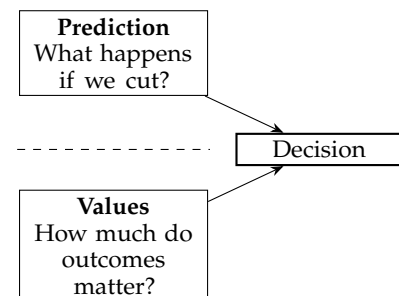 Prediction
What happens
if we cut?
Decision
Values
How much do
outcomes
matter?